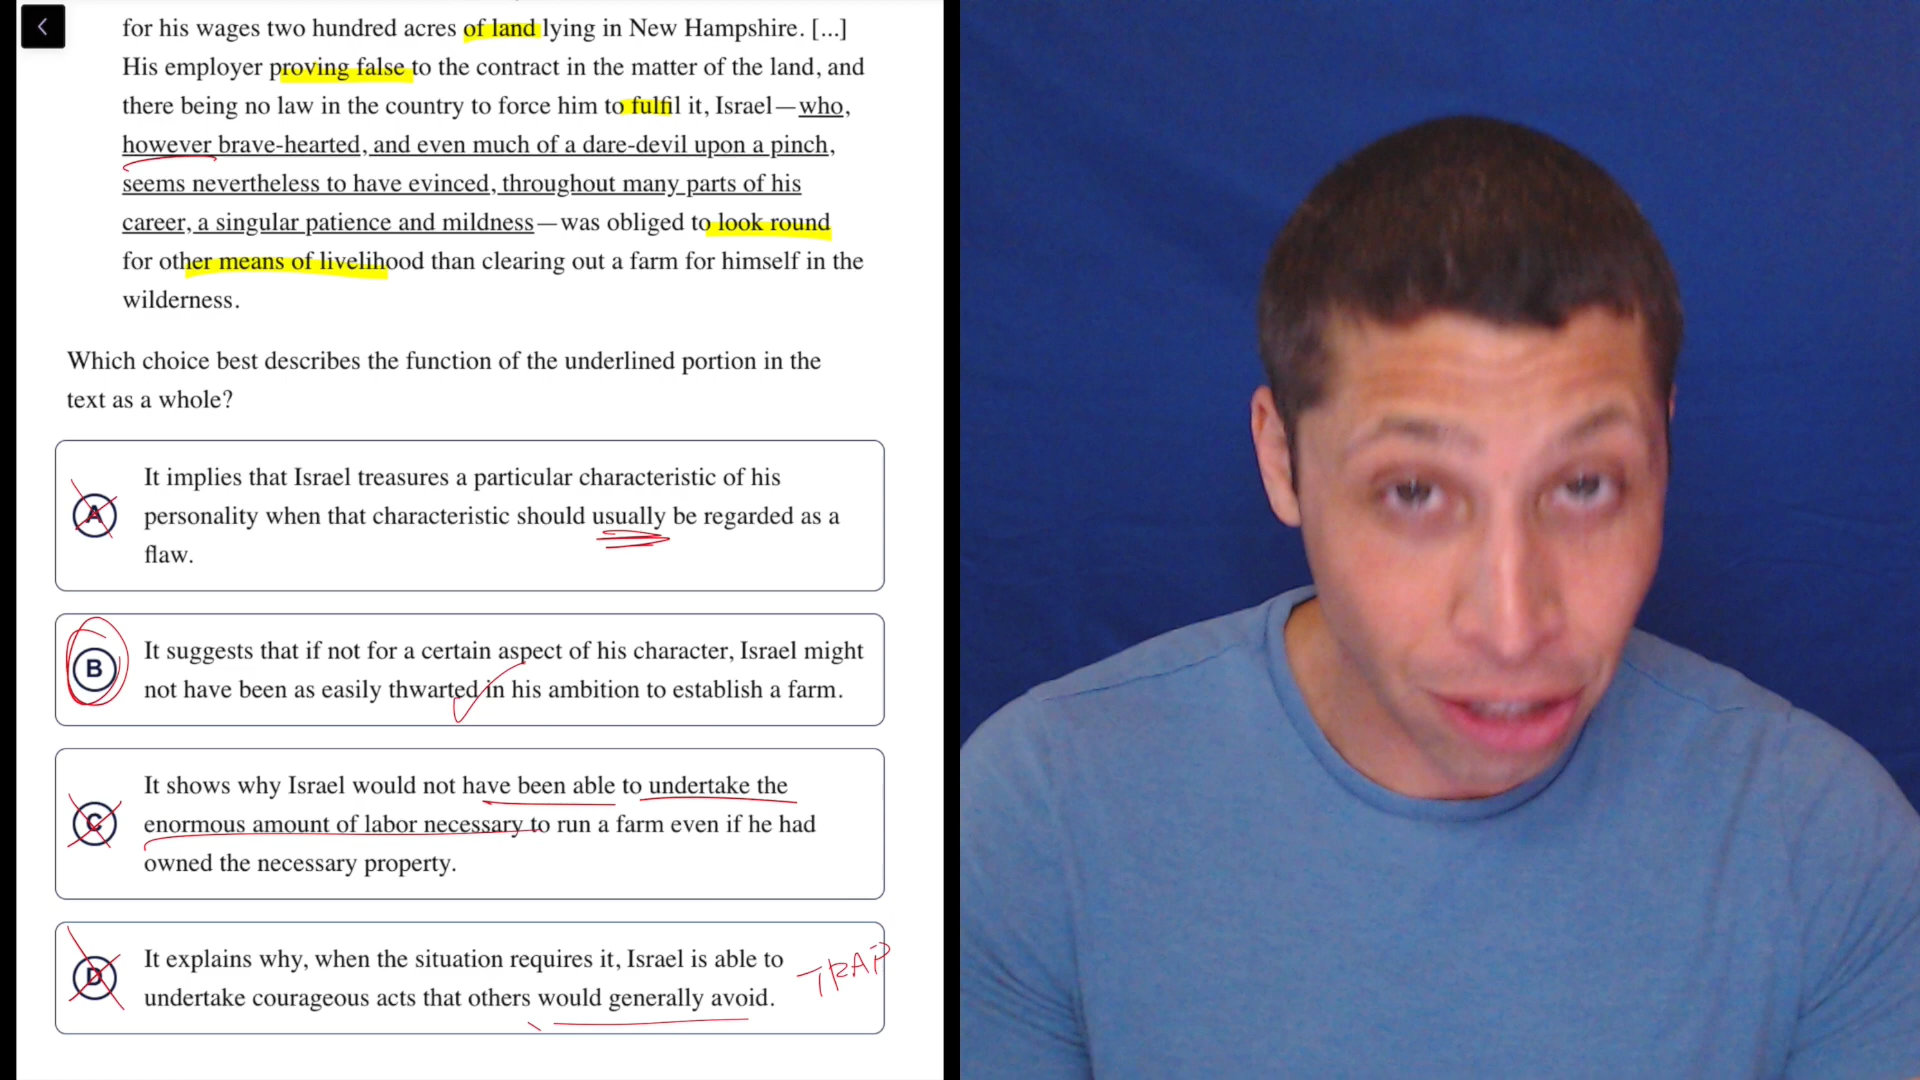 for his wages two hundred acres of land lying in New Hampshire. [...]
His employer proving false to the contract in the matter of the land, and
there being no law in the country to force him to fulfil it, Israel—who,
however brave-hearted, and even much of a dare-devil upon a pinch,
seems nevertheless to have evinced, throughout many parts of his
career, a singular patience and mildness—was obliged to look round
for other means of livelihood than clearing out a farm for himself in the
wilderness.
Which choice best describes the function of the underlined portion in the
text as a whole?
A
It implies that Israel treasures a particular characteristic of his
personality when that characteristic should usually be regarded as a
flaw.
B
It suggests that if not for a certain aspect of his character, Israel might
not have been as easily thwarted in his ambition to establish a farm.
C
It shows why Israel would not have been able to undertake the
enormous amount of labor necessary to run a farm even if he had
owned the necessary property.
D
It explains why, when the situation requires it, Israel is able to
undertake courageous acts that others would generally avoid.
TRAP